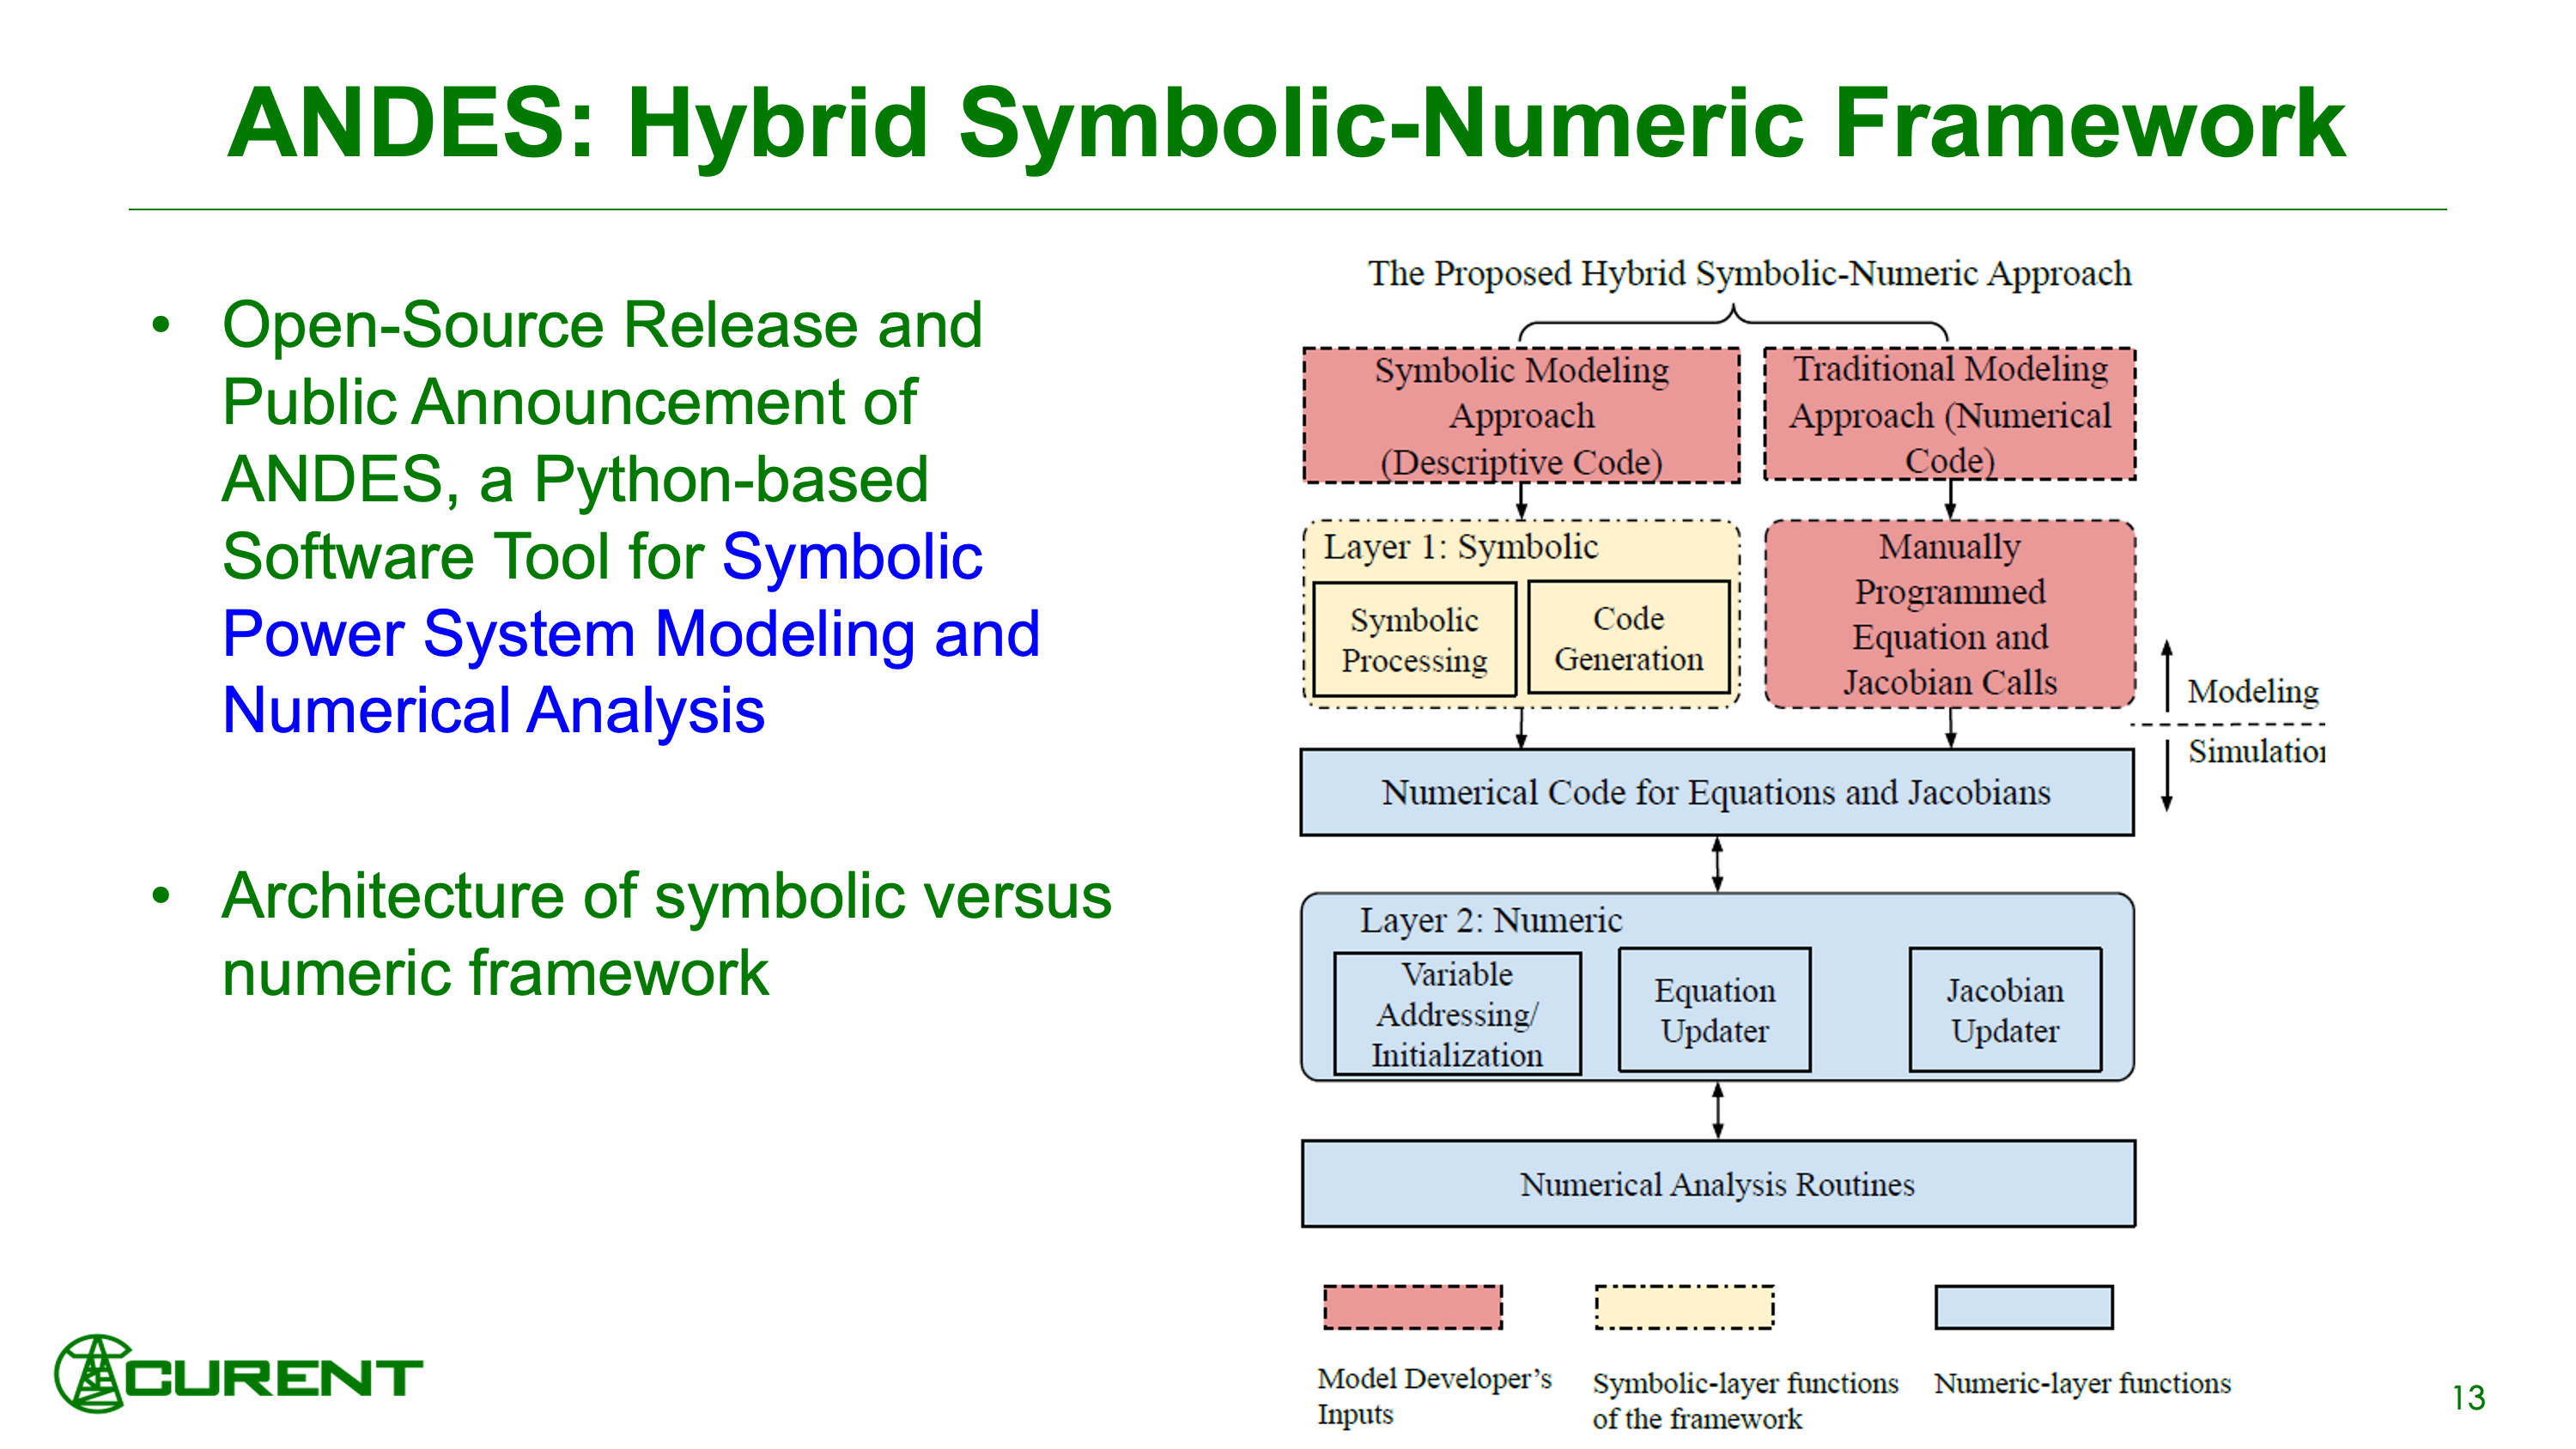 ANDES: Hybrid Symbolic-Numeric Framework
• Open-Source Release and
Public Announcement of
ANDES, a Python-based
Software Tool for Symbolic
Power System Modeling and
Numerical Analysis
• Architecture of symbolic versus
numeric framework
The Proposed Hybrid Symbolic-Numeric Approach
Symbolic Modeling
Approach
(Descriptive Code)
Traditional Modeling
Approach (Numerical
Code)
Layer 1: Symbolic
Symbolic
Processing
Code
Generation
Manually
Programmed
Equation and
Jacobian Calls
Modeling
Simulation
Numerical Code for Equations and Jacobians
Layer 2: Numeric
Variable
Addressing/
Initialization
Equation
Updater
Jacobian
Updater
Numerical Analysis Routines
Model Developer’s
Inputs
Symbolic-layer functions
of the framework
Numeric-layer functions
CURENT
13